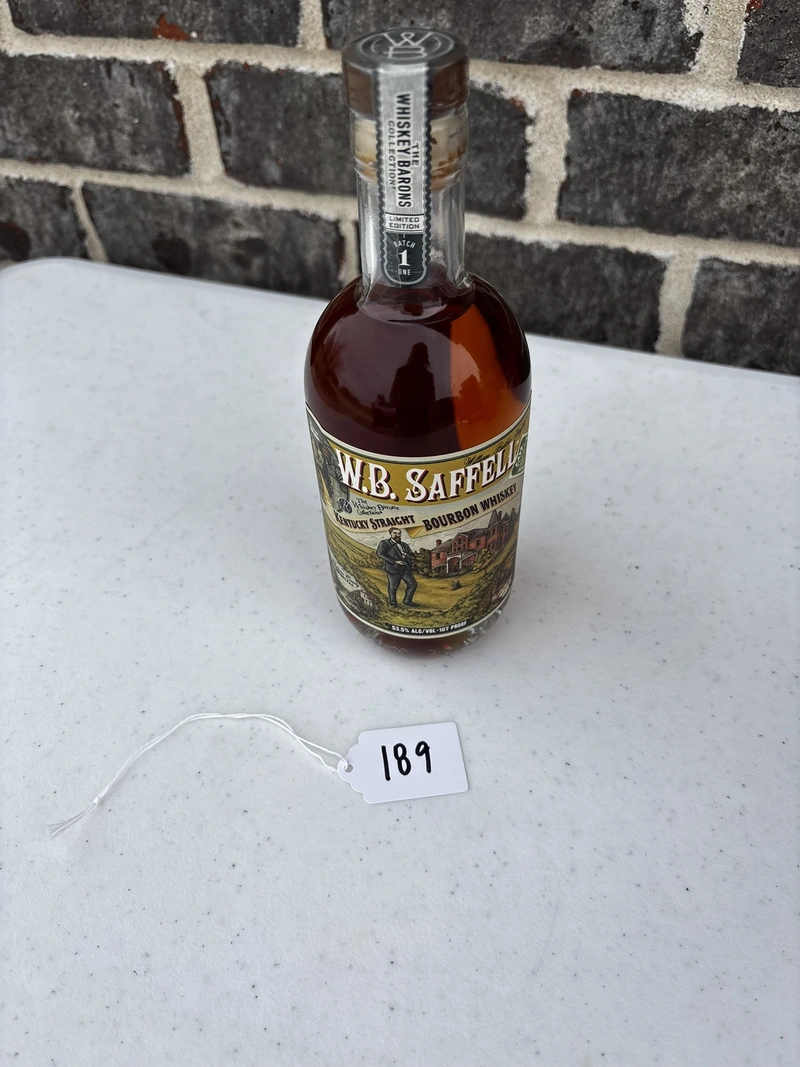 THE
WHISKEY BARONS
COLLECTION
LIMITED
EDITION
BATCH
1
ONE
W.B. SAFFELL
The
Whiskey Barons
Collection
KENTUCKY STRAIGHT BOURBON WHISKEY
53.5% ALC/VOL · 107 PROOF
189